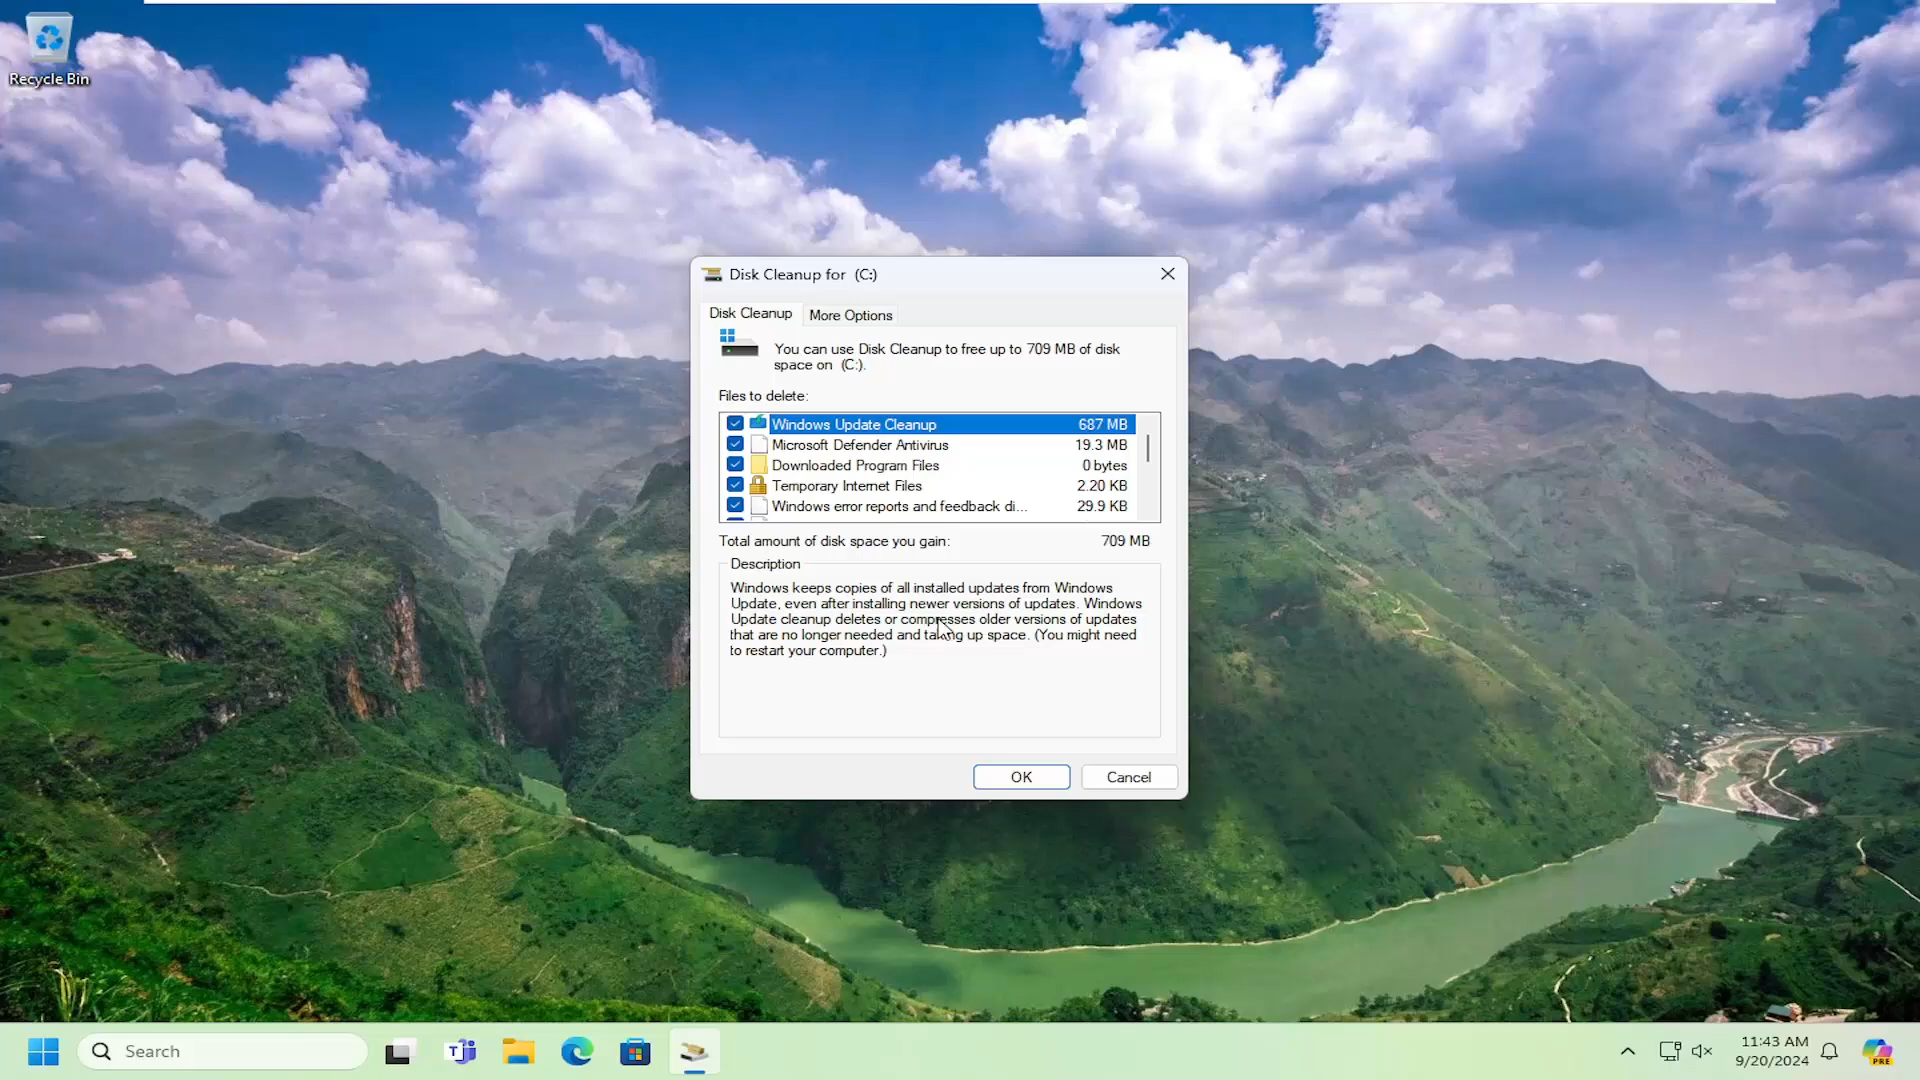 Recycle Bin
Disk Cleanup for (C:)
Disk Cleanup
More Options
You can use Disk Cleanup to free up to 709 MB of disk
space on (C:).
Files to delete:
Windows Update Cleanup 687 MB
Microsoft Defender Antivirus 19.3 MB
Downloaded Program Files 0 bytes
Temporary Internet Files 2.20 KB
Windows error reports and feedback di... 29.9 KB
Total amount of disk space you gain: 709 MB
Description
Windows keeps copies of all installed updates from Windows
Update, even after installing newer versions of updates. Windows
Update cleanup deletes or compresses older versions of updates
that are no longer needed and taking up space. (You might need
to restart your computer.)
OK
Cancel
Search
T
11:43 AM
9/20/2024
PRE